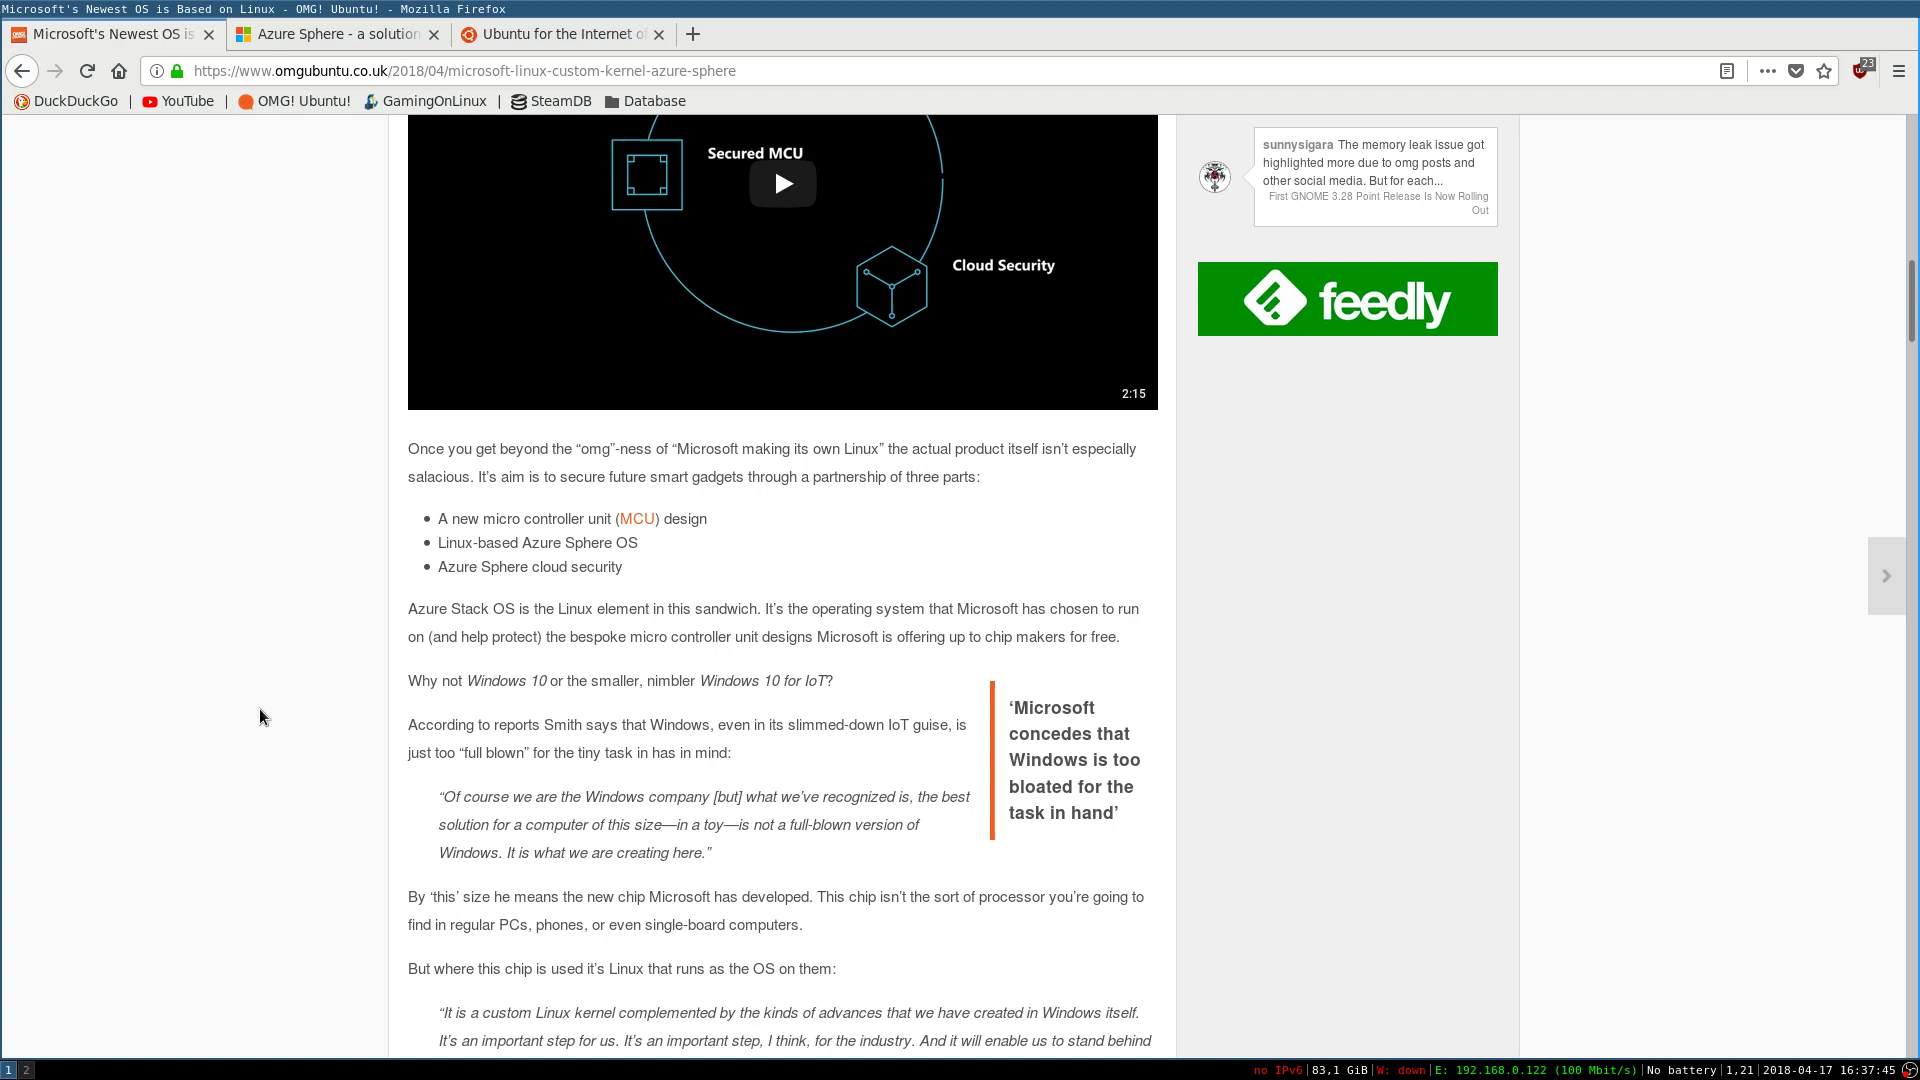 Microsoft's Newest OS is Based on Linux - OMG! Ubuntu! - Mozilla Firefox
Microsoft's Newest OS is
Azure Sphere - a solution
Ubuntu for the Internet o
https://www.omgubuntu.co.uk/2018/04/microsoft-linux-custom-kernel-azure-sphere
23
DuckDuckGo | YouTube | OMG! Ubuntu! GamingOnLinux | SteamDB Database
Secured MCU
Cloud Security
2:15
Once you get beyond the “omg”-ness of “Microsoft making its own Linux” the actual product itself isn’t especially
salacious. It’s aim is to secure future smart gadgets through a partnership of three parts:
A new micro controller unit (MCU) design
Linux-based Azure Sphere OS
Azure Sphere cloud security
Azure Stack OS is the Linux element in this sandwich. It’s the operating system that Microsoft has chosen to run
on (and help protect) the bespoke micro controller unit designs Microsoft is offering up to chip makers for free.
Why not Windows 10 or the smaller, nimbler Windows 10 for IoT?
According to reports Smith says that Windows, even in its slimmed-down IoT guise, is
just too “full blown” for the tiny task in has in mind:
“Of course we are the Windows company [but] what we’ve recognized is, the best
solution for a computer of this size—in a toy—is not a full-blown version of
Windows. It is what we are creating here.”
‘Microsoft
concedes that
Windows is too
bloated for the
task in hand’
By ‘this’ size he means the new chip Microsoft has developed. This chip isn’t the sort of processor you’re going to
find in regular PCs, phones, or even single-board computers.
But where this chip is used it’s Linux that runs as the OS on them:
“It is a custom Linux kernel complemented by the kinds of advances that we have created in Windows itself.
It’s an important step for us. It’s an important step, I think, for the industry. And it will enable us to stand behind
sunnysigara The memory leak issue got
highlighted more due to omg posts and
other social media. But for each...
First GNOME 3.28 Point Release Is Now Rolling
Out
feedly
1 2
no IPv6|83,1 GiB|W: down|E: 192.168.0.122 (100 Mbit/s)|No battery|1,21|2018-04-17 16:37:45